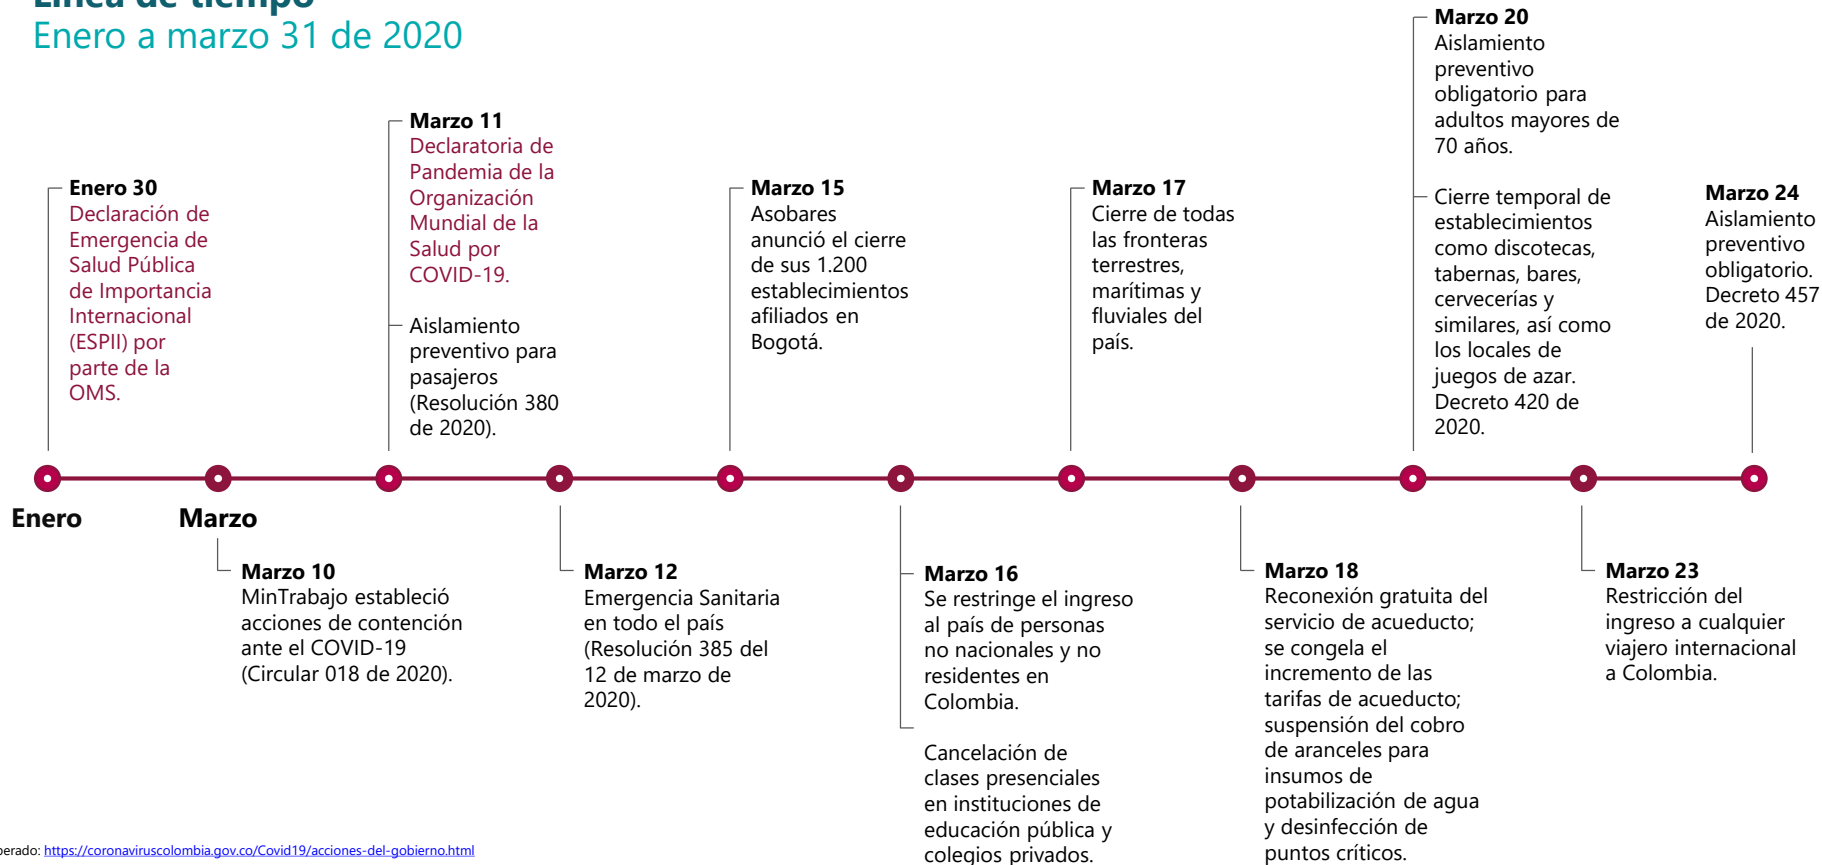 Línea de tiempo
Enero a marzo 31 de 2020
Enero 30
Declaración de
Emergencia de
Salud Pública
de Importancia
Internacional
(ESPII) por
parte de la
OMS.
Marzo 11
Declaratoria de
Pandemia de la
Organización
Mundial de la
Salud por
COVID-19.
Aislamiento
preventivo para
pasajeros
(Resolución 380
de 2020).
Marzo 15
Asobares
anunció el cierre
de sus 1.200
establecimientos
afiliados en
Bogotá.
Marzo 17
Cierre de todas
las fronteras
terrestres,
marítimas y
fluviales del
país.
Marzo 20
Aislamiento
preventivo
obligatorio para
adultos mayores de
70 años.
Cierre temporal de
establecimientos
como discotecas,
tabernas, bares,
cervecerías y
similares, así como
los locales de
juegos de azar.
Decreto 420 de
2020.
Marzo 24
Aislamiento
preventivo
obligatorio.
Decreto 457
de 2020.
Enero
Marzo
Marzo 10
MinTrabajo estableció
acciones de contención
ante el COVID-19
(Circular 018 de 2020).
Marzo 12
Emergencia Sanitaria
en todo el país
(Resolución 385 del
12 de marzo de
2020).
Marzo 16
Se restringe el ingreso
al país de personas
no nacionales y no
residentes en
Colombia.
Cancelación de
clases presenciales
en instituciones de
educación pública y
colegios privados.
Marzo 18
Reconexión gratuita del
servicio de acueducto;
se congela el
incremento de las
tarifas de acueducto;
suspensión del cobro
de aranceles para
insumos de
potabilización de agua
y desinfección de
puntos críticos.
Marzo 23
Restricción del
ingreso a cualquier
viajero internacional
a Colombia.
perado: https://coronaviruscolombia.gov.co/Covid19/acciones-del-gobierno.html